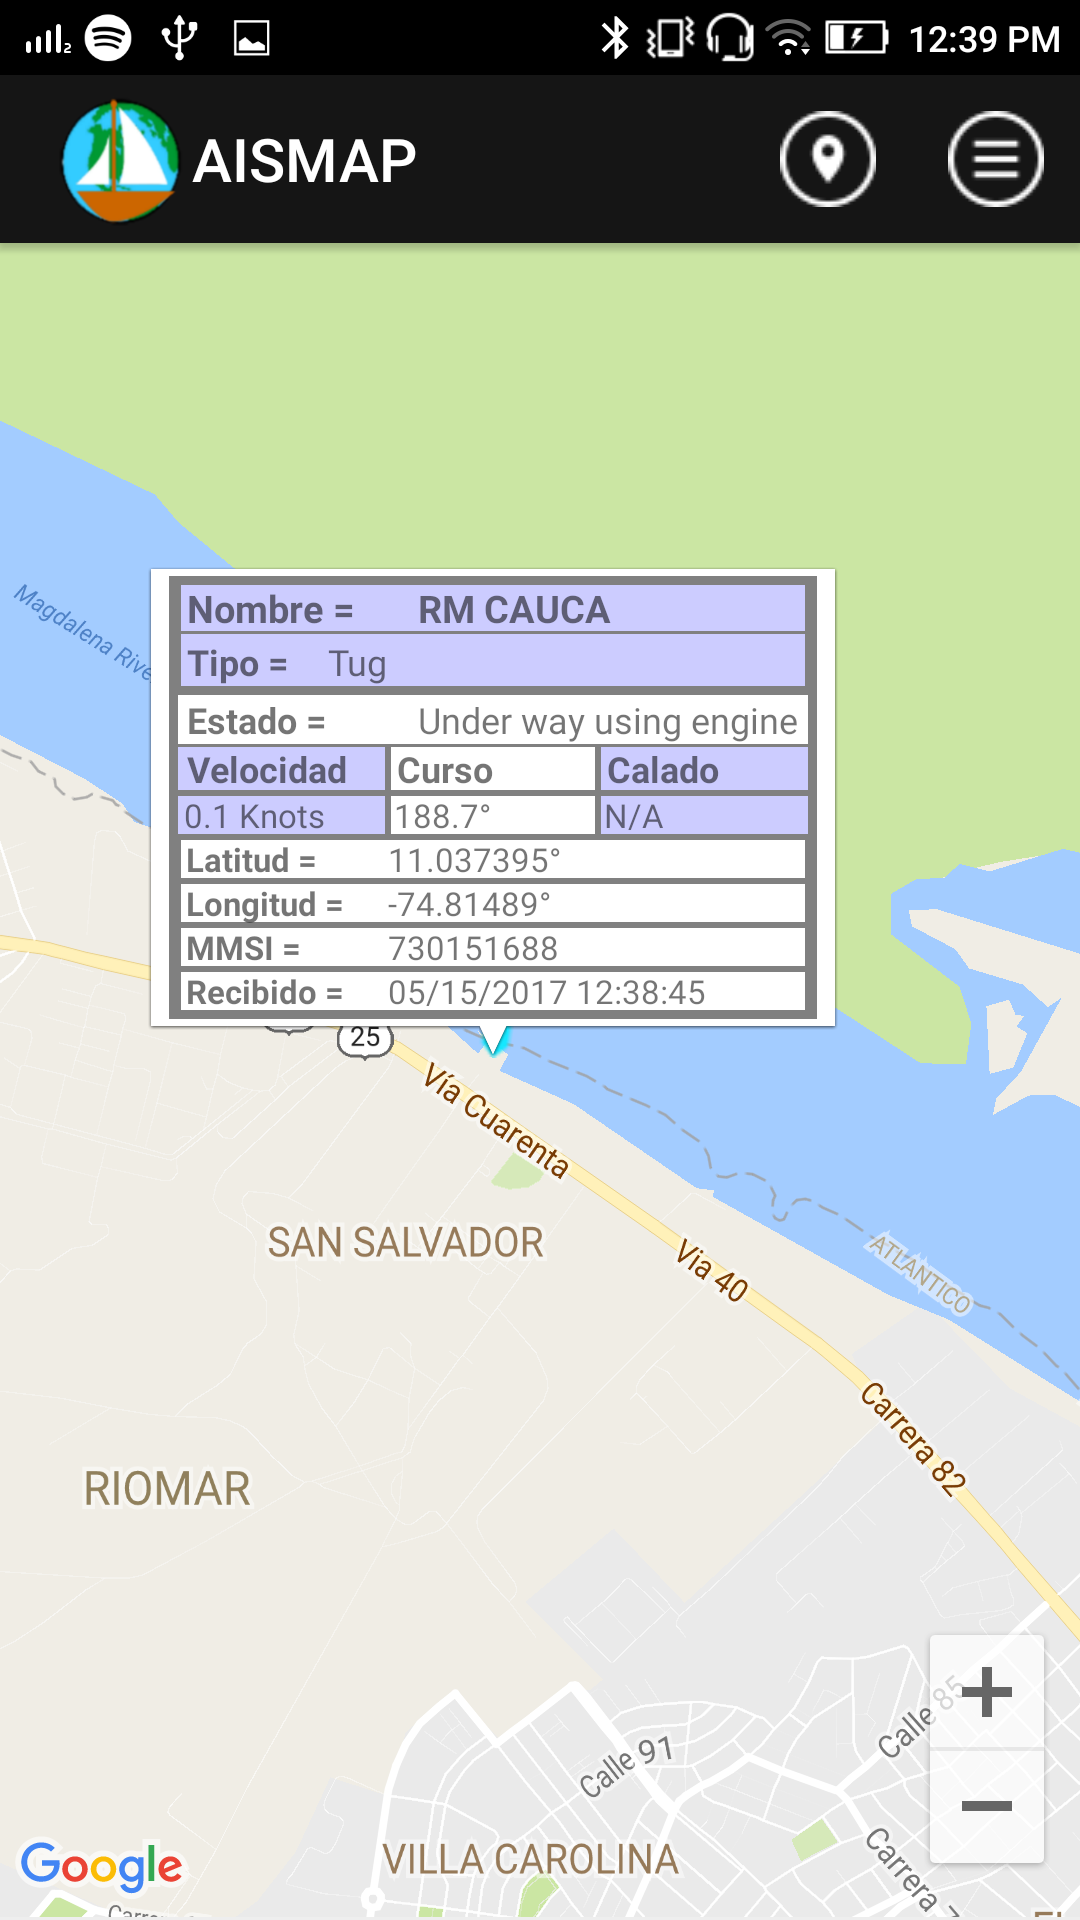 2 12:39 PM
AISMAP
Magdalena Rive
Nombre = RM CAUCA
Tipo = Tug
Estado = Under way using engine
Velocidad Curso Calado
0.1 Knots 188.7° N/A
Latitud = 11.037395°
Longitud = -74.81489°
MMSI = 730151688
Recibido = 05/15/2017 12:38:45
25
Vía Cuarenta
SAN SALVADOR
Via 40
ATLANTICO
Carrera 82
RIOMAR
Calle 85
Calle 91
VILLA CAROLINA
Carrera
Google